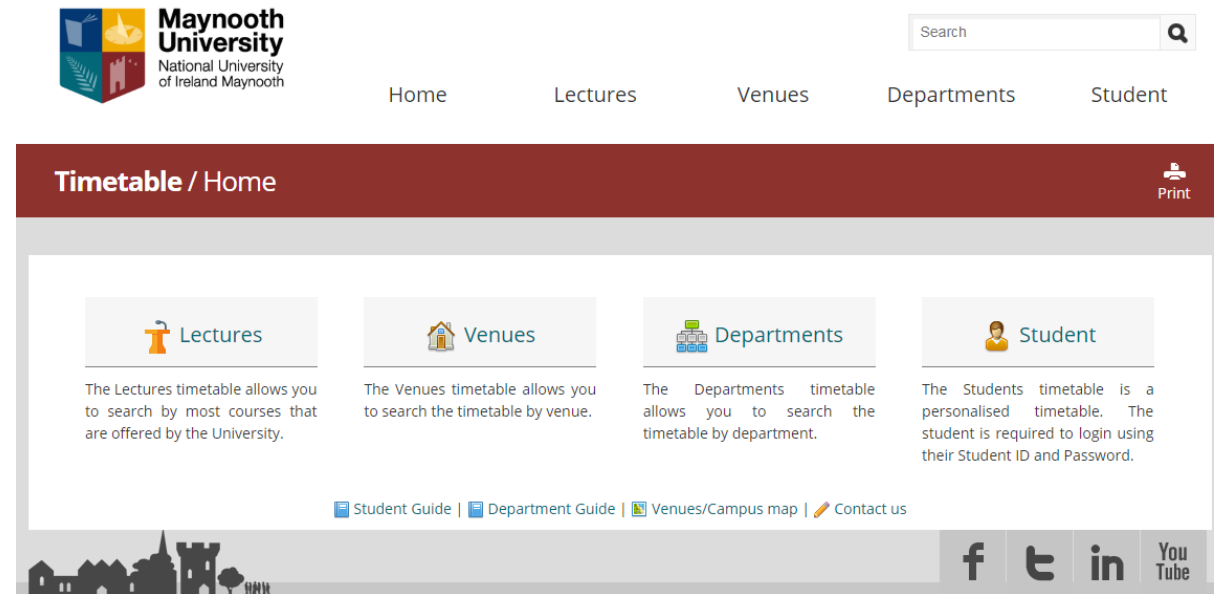 Maynooth
University
National University
of Ireland Maynooth
Search
Home Lectures Venues Departments Student
Timetable / Home
Print
Lectures
The Lectures timetable allows you
to search by most courses that
are offered by the University.
Venues
The Venues timetable allows you
to search the timetable by venue.
Departments
The Departments timetable
allows you to search the
timetable by department.
Student
The Students timetable is a
personalised timetable. The
student is required to login using
their Student ID and Password.
Student Guide | Department Guide | Venues/Campus map | Contact us
f t in You
Tube